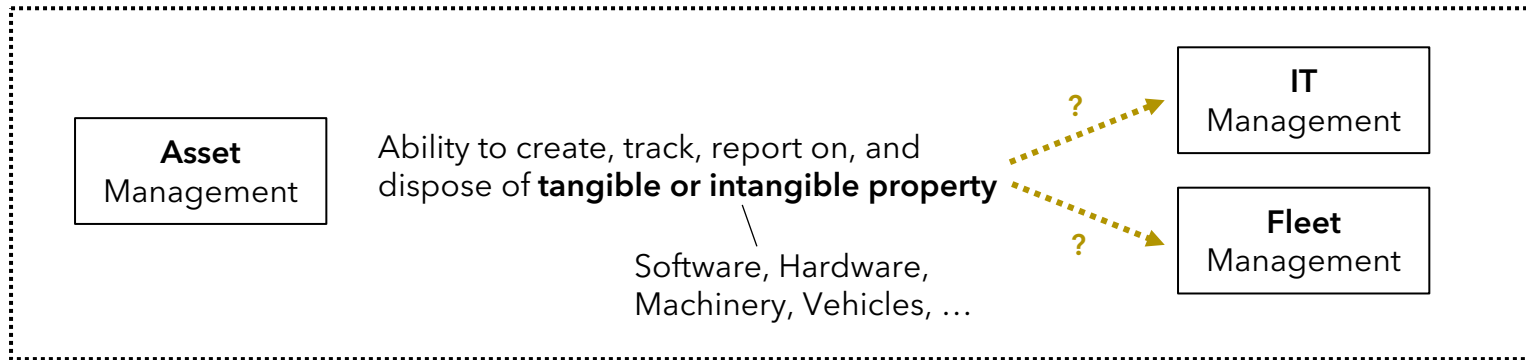 Asset
Management
Ability to create, track, report on, and
dispose of tangible or intangible property
Software, Hardware,
Machinery, Vehicles, …
?
?
IT
Management
Fleet
Management